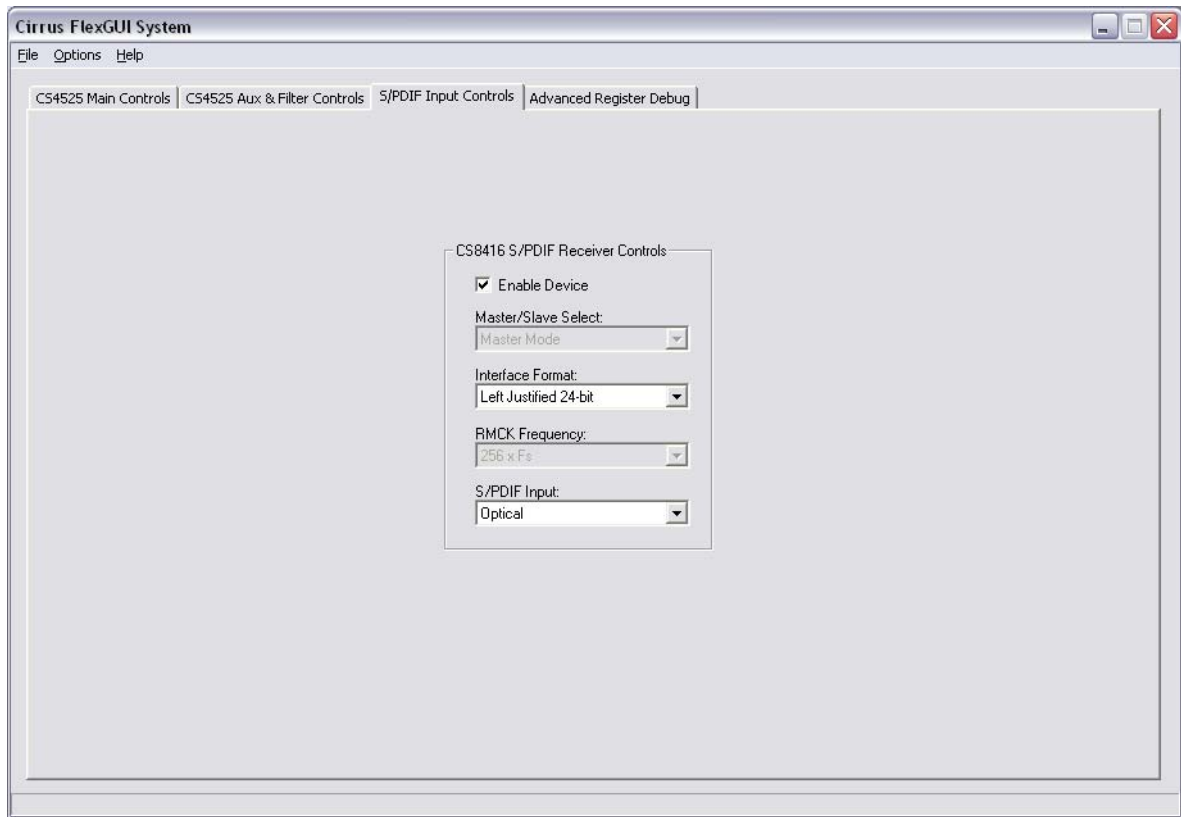 Cirrus FlexGUI System
File Options Help
CS4525 Main Controls CS4525 Aux & Filter Controls S/PDIF Input Controls Advanced Register Debug
CS8416 S/PDIF Receiver Controls
Enable Device
Master/Slave Select:
Master Mode
Interface Format:
Left Justified 24-bit
RMCK Frequency:
256 x Fs
S/PDIF Input:
Optical